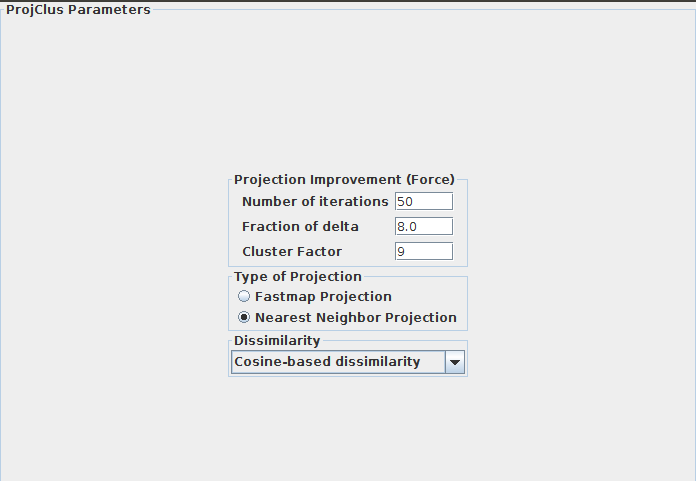 ProjClus Parameters
Projection Improvement (Force)
Number of iterations 50
Fraction of delta 8.0
Cluster Factor 9
Type of Projection
Fastmap Projection
Nearest Neighbor Projection
Dissimilarity
Cosine-based dissimilarity